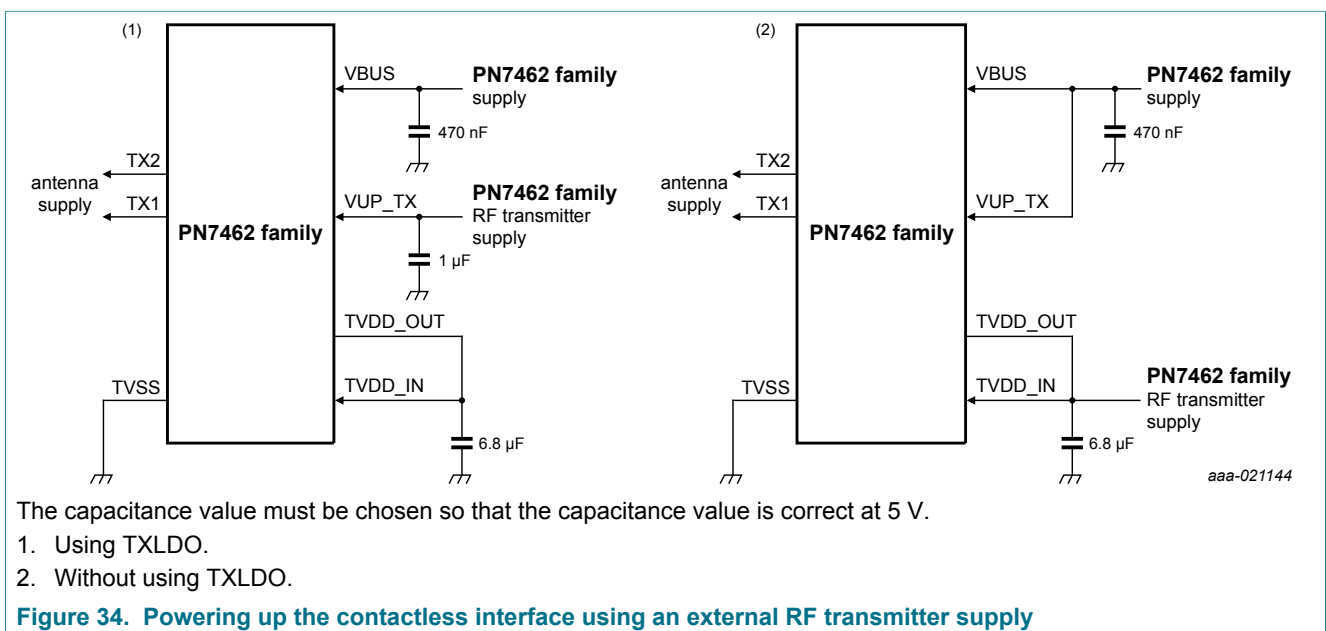 (1)
VBUS
PN7462 family
supply
470 nF
TX2
antenna
supply
TX1
VUP_TX
PN7462 family
RF transmitter
supply
PN7462 family
1 µF
TVDD_OUT
TVSS
TVDD_IN
6.8 µF
(2)
VBUS
PN7462 family
supply
470 nF
TX2
antenna
supply
TX1
VUP_TX
PN7462 family
TVDD_OUT
TVSS
TVDD_IN
PN7462 family
RF transmitter
supply
6.8 µF
aaa-021144
The capacitance value must be chosen so that the capacitance value is correct at 5 V.
1. Using TXLDO.
2. Without using TXLDO.
Figure 34. Powering up the contactless interface using an external RF transmitter supply